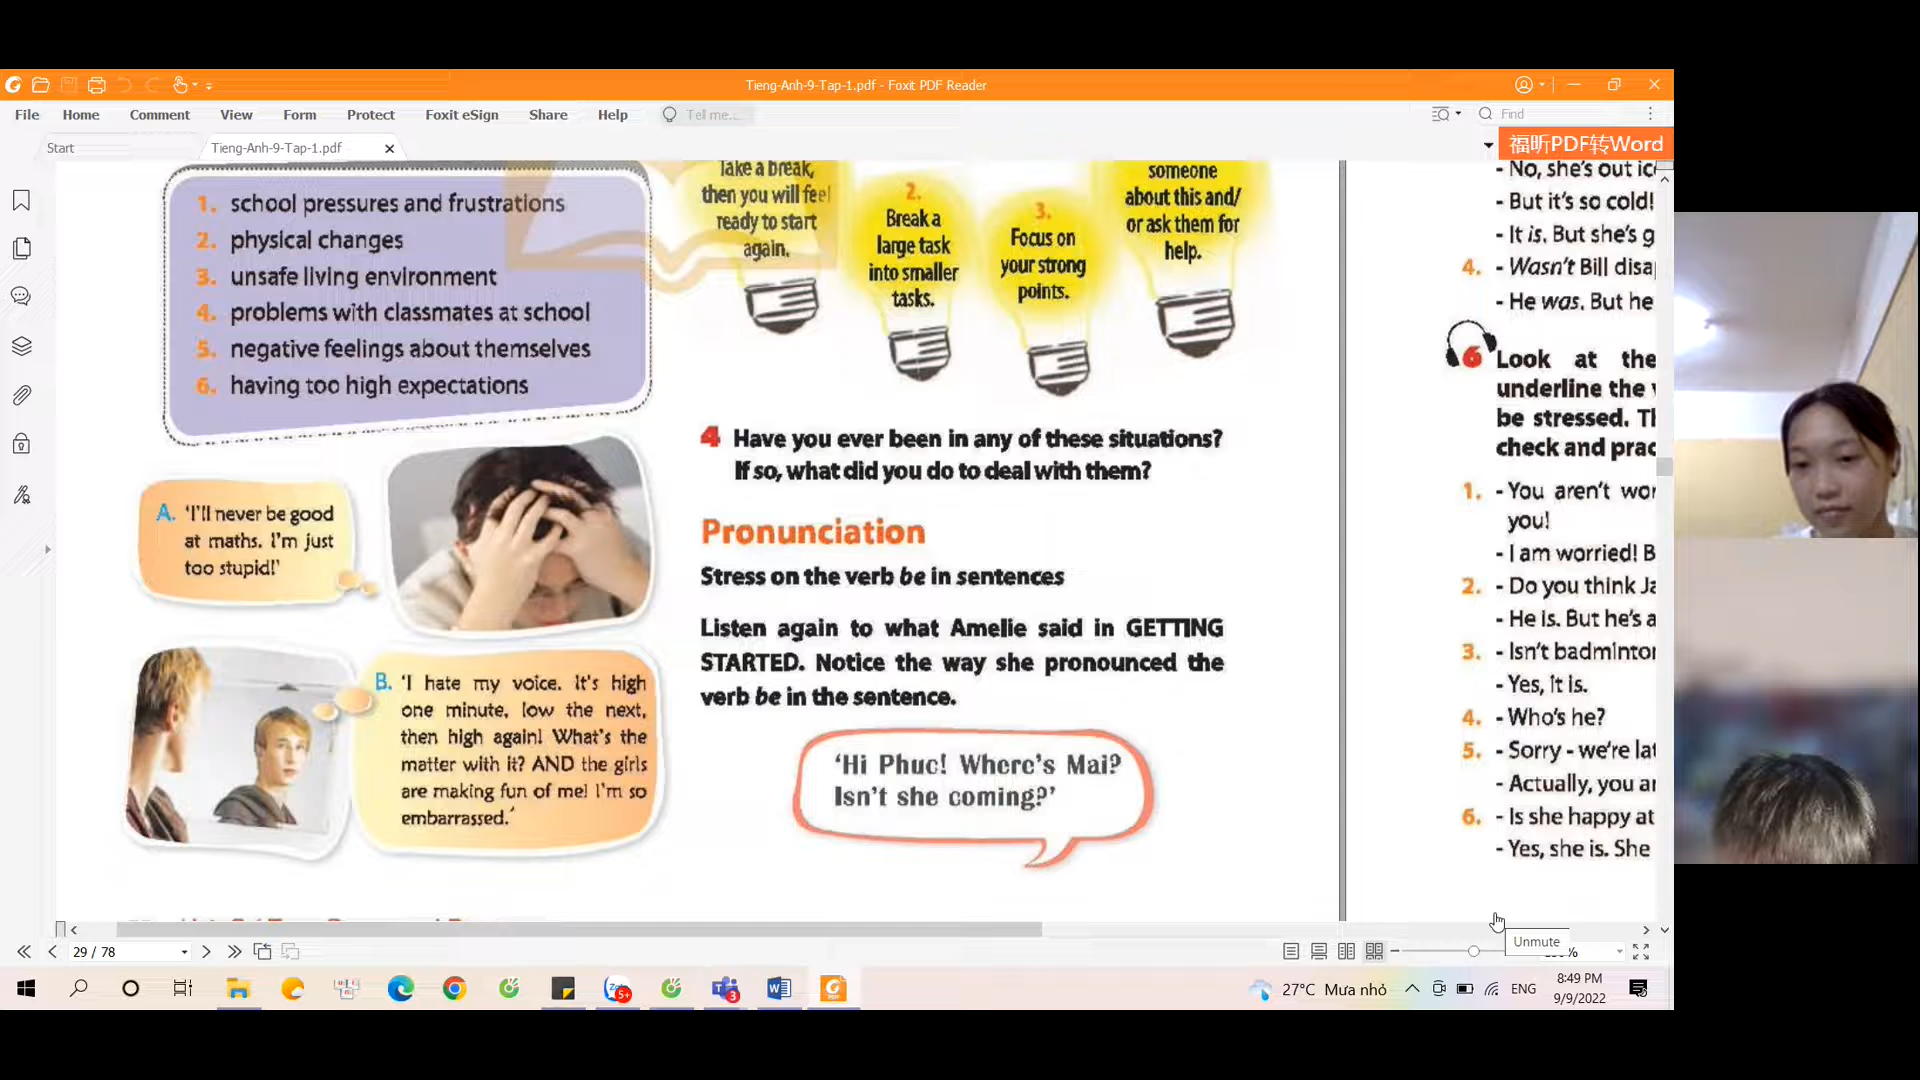 Tieng-Anh-9-Tap-1.pdf - Foxit PDF Reader
File Home Comment View Form Protect Foxit eSign Share Help Tell me... Find
Start Tieng-Anh-9-Tap-1.pdf
福昕PDF转Word
1. school pressures and frustrations
2. physical changes
3. unsafe living environment
4. problems with classmates at school
5. negative feelings about themselves
6. having too high expectations
A. 'I'll never be good
at maths. I'm just
too stupid!'
B. 'I hate my voice. It's high
one minute, low the next,
then high again! What's the
matter with it? AND the girls
are making fun of me! I'm so
embarrassed.'
Take a break,
then you will feel
ready to start
again.
2.
Break a
large task
into smaller
tasks.
3.
Focus on
your strong
points.
someone
about this and/
or ask them for
help.
4 Have you ever been in any of these situations?
If so, what did you do to deal with them?
Pronunciation
Stress on the verb be in sentences
Listen again to what Amelie said in GETTING
STARTED. Notice the way she pronounced the
verb be in the sentence.
'Hi Phuc! Where's Mai?
Isn't she coming?'
- No, she's out
- But it's so cold!
- It is. But she's
4. - Wasn't Bill
- He was. But he
6 Look at the
underline the
be stressed.
check and
1. - You aren't
you!
- I am worried!
2. - Do you think
- He is. But he's
3. - Isn't
- Yes, it is.
4. - Who's he?
5. - Sorry - we're
- Actually, you
6. - Is she happy at
- Yes, she is. She
29 / 78
Unmute
27°C Mưa nhỏ ENG
8:49 PM
9/9/2022